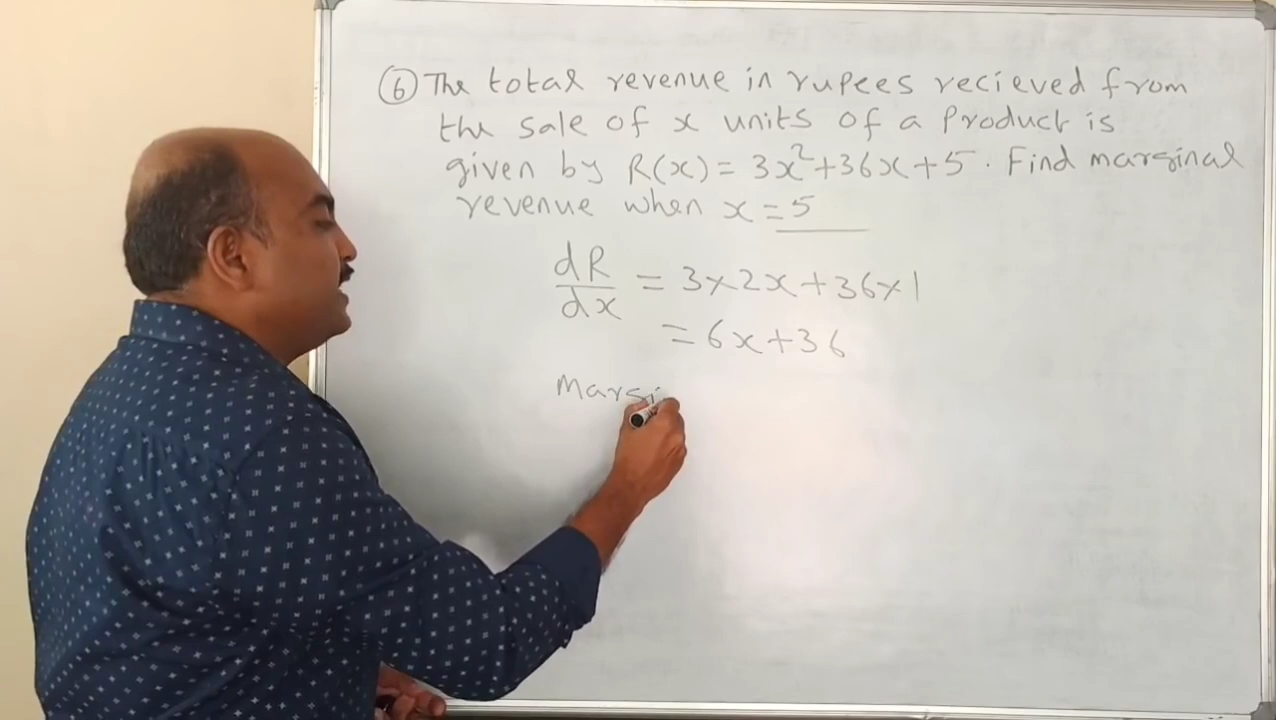 ⑥ The total revenue in rupees recieved from
the sale of x units of a product is
given by R(x) = 3x²+36x+5. Find marginal
revenue when x = 5
dR/dx = 3×2x+36×1
= 6x+36
Margi